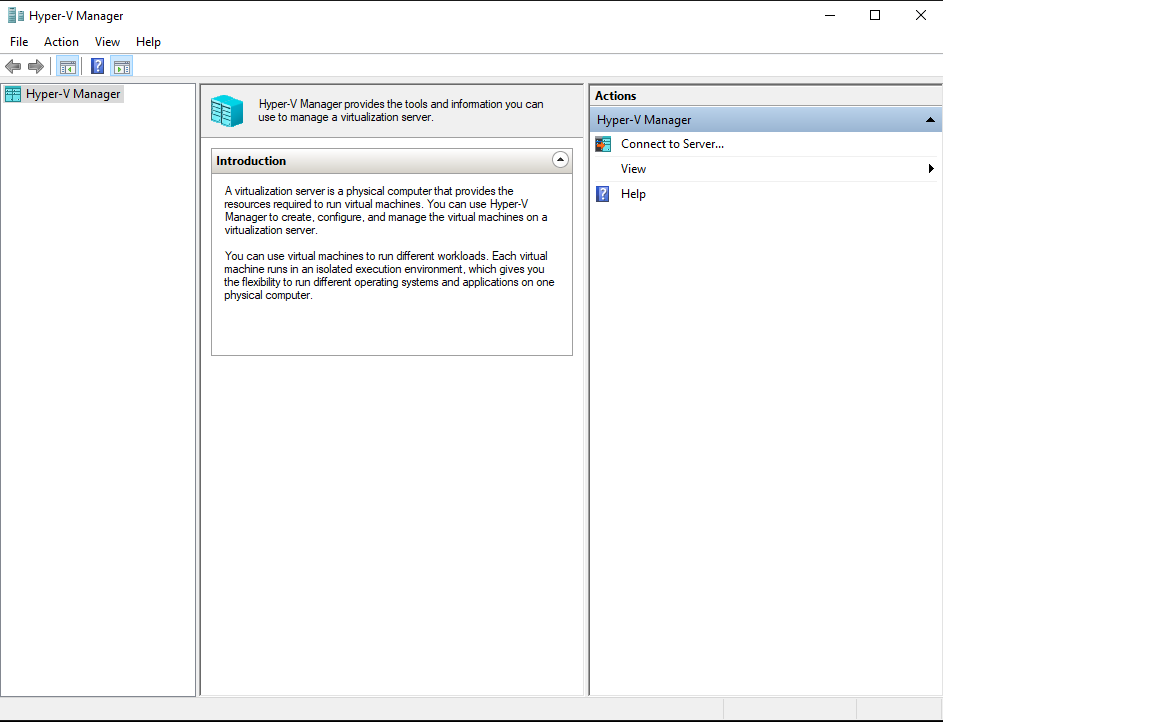 Hyper-V Manager
File Action View Help
Hyper-V Manager
Hyper-V Manager provides the tools and information you can
use to manage a virtualization server.
Introduction
A virtualization server is a physical computer that provides the
resources required to run virtual machines. You can use Hyper-V
Manager to create, configure, and manage the virtual machines on a
virtualization server.
You can use virtual machines to run different workloads. Each virtual
machine runs in an isolated execution environment, which gives you
the flexibility to run different operating systems and applications on one
physical computer.
Actions
Hyper-V Manager
Connect to Server...
View
Help